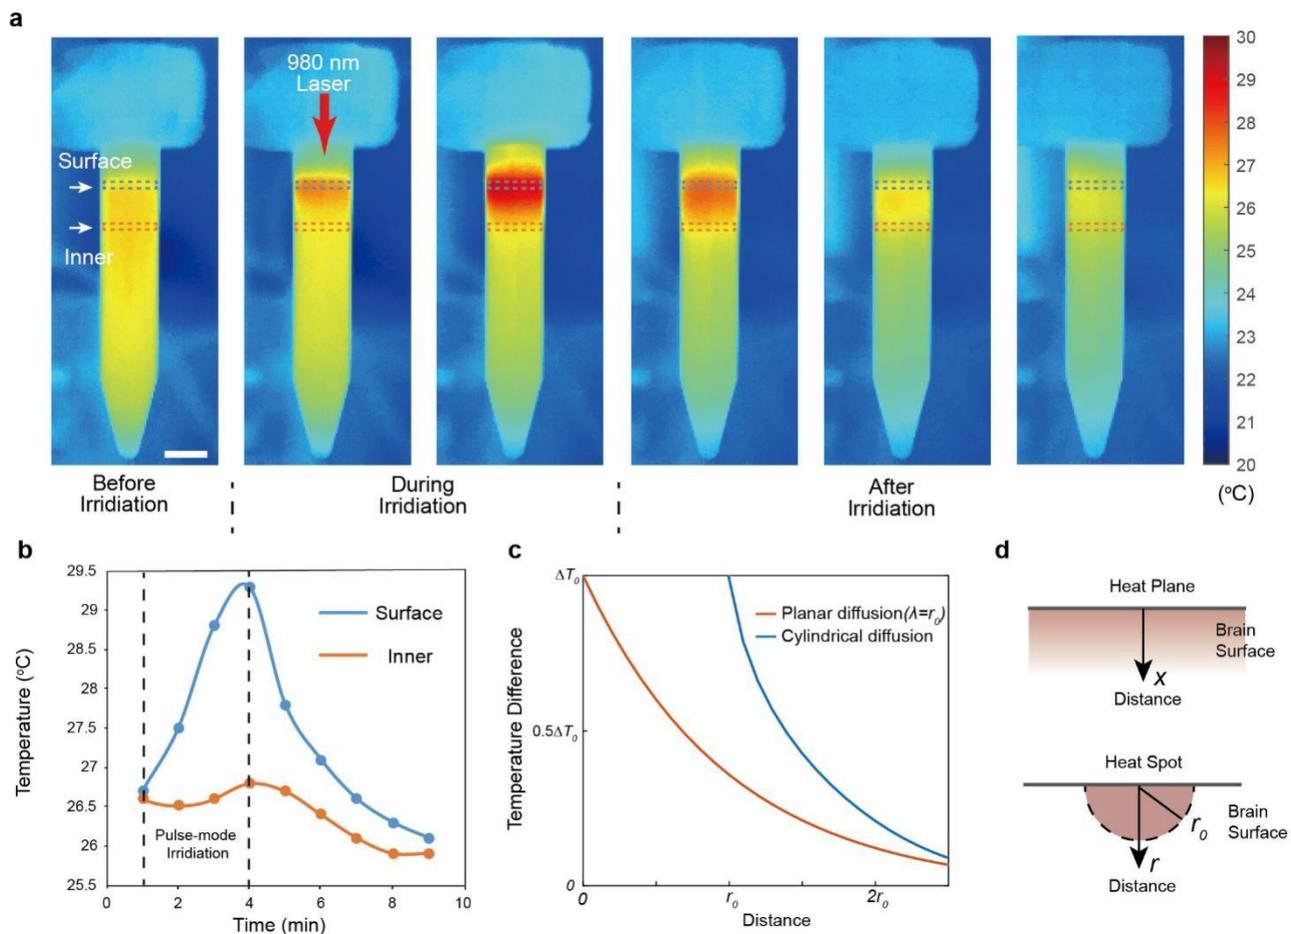 a
980 nm
Laser
Surface
Inner
30
29
28
27
26
25
24
23
22
21
20
(°C)
Before
Irridiation
During
Irridiation
After
Irridiation
b
29.5
29
28.5
28
27.5
27
26.5
26
25.5
Temperature (°C)
Surface
Inner
Pulse-mode
Irridiation
0
2
4
6
8
10
Time (min)
c
ΔT₀
0.5ΔT₀
0
Temperature Difference
Planar diffusion(λ=r₀)
Cylindrical diffusion
0
r₀
2r₀
Distance
d
Heat Plane
Brain
Surface
x
Distance
Heat Spot
Brain
Surface
r₀
r
Distance